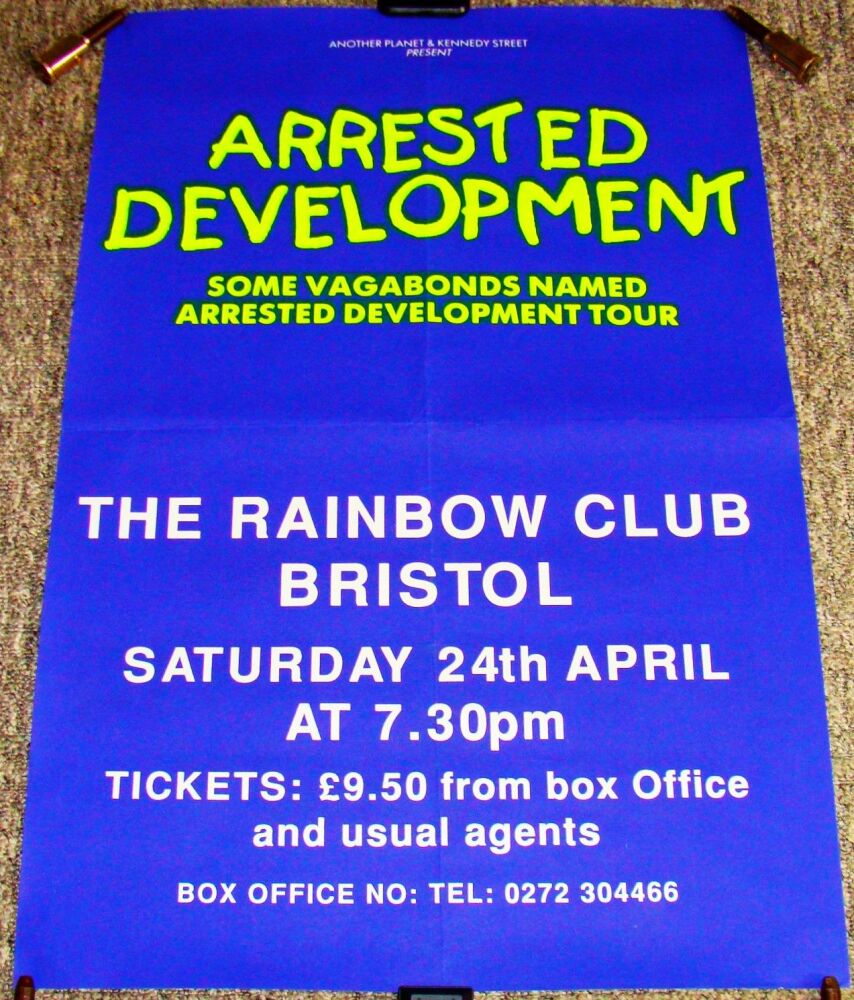 ANOTHER PLANET & KENNEDY STREET
PRESENT
ARRESTED
DEVELOPMENT
SOME VAGABONDS NAMED
ARRESTED DEVELOPMENT TOUR
THE RAINBOW CLUB
BRISTOL
SATURDAY 24th APRIL
AT 7.30pm
TICKETS: £9.50 from box Office
and usual agents
BOX OFFICE NO: TEL: 0272 304466